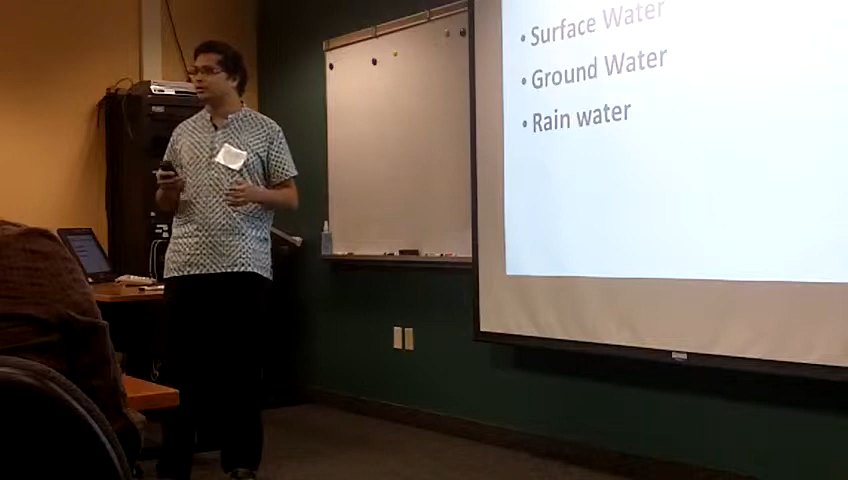 • Surface Water
• Ground Water
• Rain water